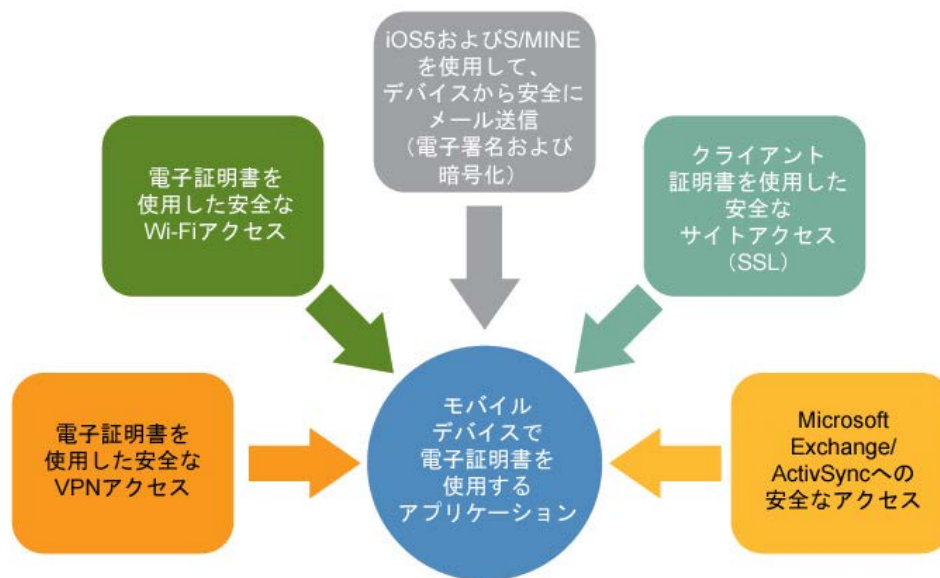 iOS5およびS/MINE
を使用して、
デバイスから安全に
メール送信
（電子署名および
暗号化）
電子証明書を
使用した安全な
Wi-Fiアクセス
クライアント
証明書を使用した
安全な
サイトアクセス
（SSL）
電子証明書を
使用した安全な
VPNアクセス
モバイル
デバイスで
電子証明書を
使用する
アプリケーション
Microsoft
Exchange/
ActivSyncへの
安全なアクセス